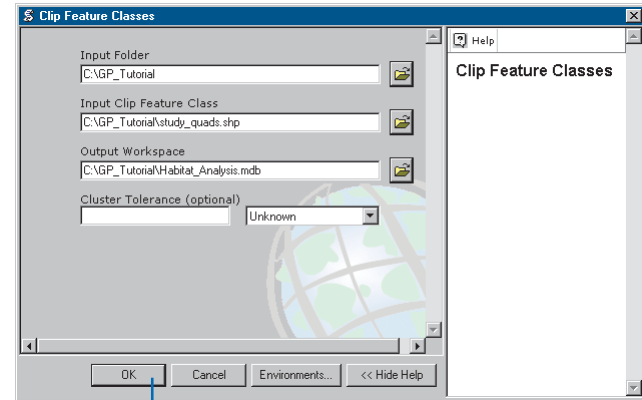 Clip Feature Classes
Input Folder
C:\GP_Tutorial
Input Clip Feature Class
C:\GP_Tutorial\study_quads.shp
Output Workspace
C:\GP_Tutorial\Habitat_Analysis.mdb
Cluster Tolerance (optional)
Unknown
OK
Cancel
Environments...
<< Hide Help
Help
Clip Feature Classes